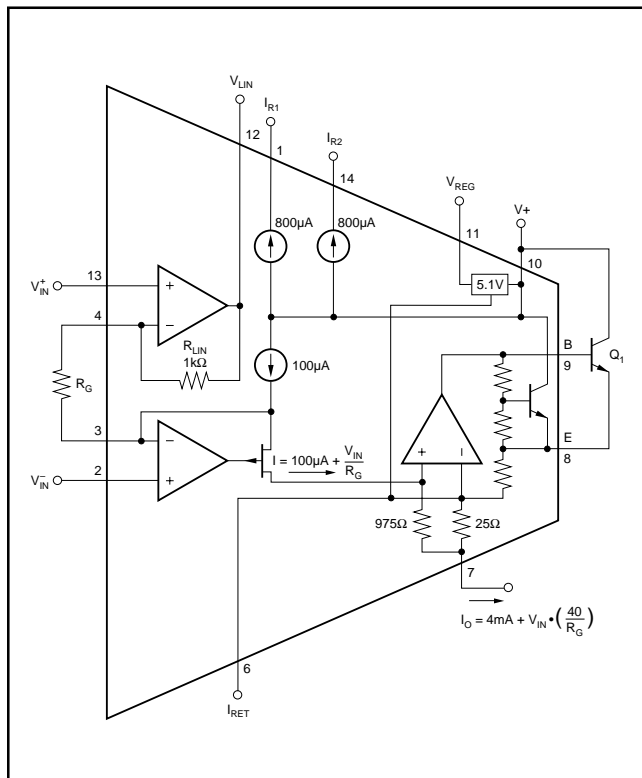 V_LIN
I_R1
12
I_R2
1
14
V_REG
V+
800µA
800µA
11
10
13
V_IN^+
5.1V
4
B
Q_1
R_LIN
1kΩ
100µA
9
R_G
E
3
I = 100µA + V_IN/R_G
8
2
V_IN^-
975Ω
25Ω
7
I_O = 4mA + V_IN • (40/R_G)
6
I_RET
+
−
−
+
+
−